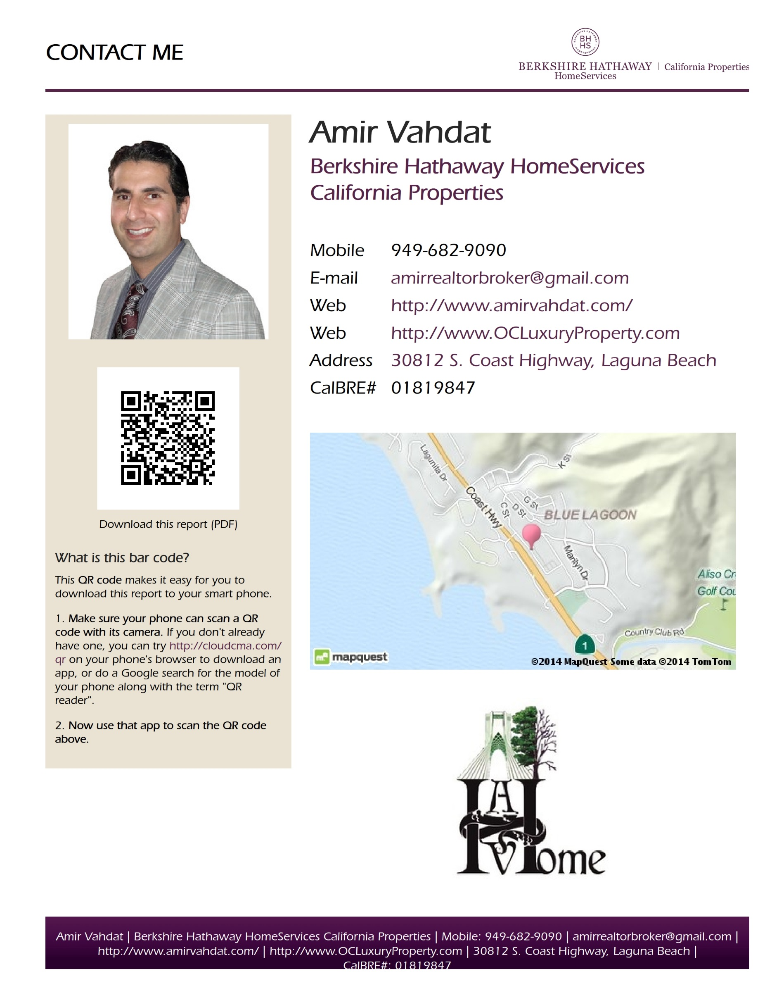 CONTACT ME
BERKSHIRE HATHAWAY
HOMESERVICES
BH
HS
BERKSHIRE HATHAWAY | California Properties
HomeServices
Amir Vahdat
Berkshire Hathaway HomeServices
California Properties
Mobile 949-682-9090
E-mail amirrealtorbroker@gmail.com
Web http://www.amirvahdat.com/
Web http://www.OCLuxuryProperty.com
Address 30812 S. Coast Highway, Laguna Beach
CalBRE# 01819847
Download this report (PDF)
What is this bar code?
This QR code makes it easy for you to
download this report to your smart phone.
1. Make sure your phone can scan a QR
code with its camera. If you don't already
have one, you can try http://cloudcma.com/
qr on your phone's browser to download an
app, or do a Google search for the model of
your phone along with the term "QR
reader".
2. Now use that app to scan the QR code
above.
Lagunita Dr
K St
Coast Hwy
C St
D St
G St
BLUE LAGOON
Marilyn Dr
Aliso Cr
Golf Cou
Country Club Rd
1
mq
mapquest
©2014 MapQuest Some data ©2014 TomTom
A
V
Home
Amir Vahdat | Berkshire Hathaway HomeServices California Properties | Mobile: 949-682-9090 | amirrealtorbroker@gmail.com |
http://www.amirvahdat.com/ | http://www.OCLuxuryProperty.com | 30812 S. Coast Highway, Laguna Beach |
CalBRE#: 01819847